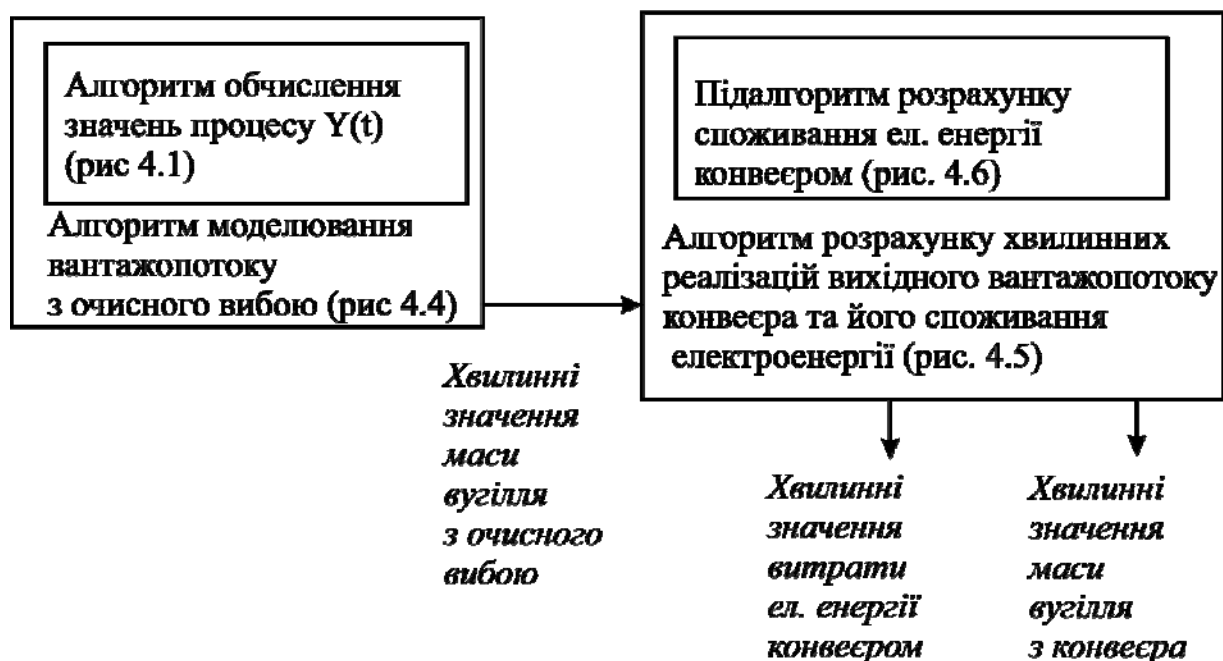 Алгоритм обчислення
значень процесу Y(t)
(рис 4.1)
Алгоритм моделювання
вантажопотоку
з очисного вибою (рис 4.4)
Підалгоритм розрахунку
споживання ел. енергії
конвеєром (рис. 4.6)
Алгоритм розрахунку хвилинних
реалізацій вихідного вантажопотоку
конвеєра та його споживання
електроенергії (рис. 4.5)
Хвилинні
значення
маси
вугілля
з очисного
вибою
Хвилинні
значення
витрати
ел. енергії
конвеєром
Хвилинні
значення
маси
вугілля
з конвеєра